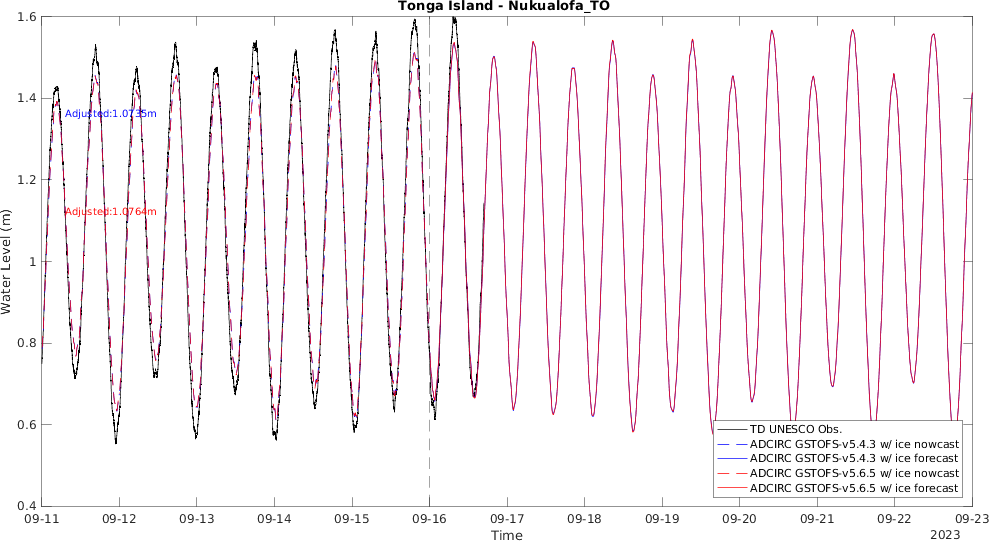 Tonga Island - Nukualofa_TO
1.6
1.4
1.2
1
0.8
0.6
0.4
Water Level (m)
Adjusted:1.0735m
Adjusted:1.0764m
TD UNESCO Obs.
ADCIRC GSTOFS-v5.4.3 w/ ice nowcast
ADCIRC GSTOFS-v5.4.3 w/ ice forecast
ADCIRC GSTOFS-v5.6.5 w/ ice nowcast
ADCIRC GSTOFS-v5.6.5 w/ ice forecast
09-11 09-12 09-13 09-14 09-15 09-16 09-17 09-18 09-19 09-20 09-21 09-22 09-23
Time
2023